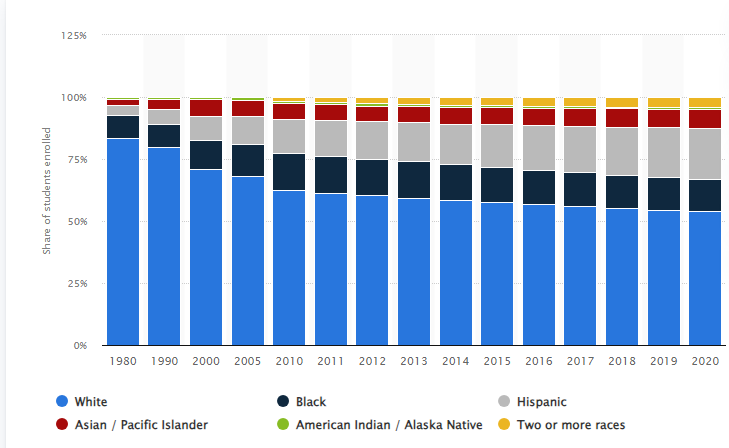 125%
100%
75%
50%
25%
0%
Share of students enrolled
1980 1990 2000 2005 2010 2011 2012 2013 2014 2015 2016 2017 2018 2019 2020
White Black Hispanic
Asian / Pacific Islander American Indian / Alaska Native Two or more races